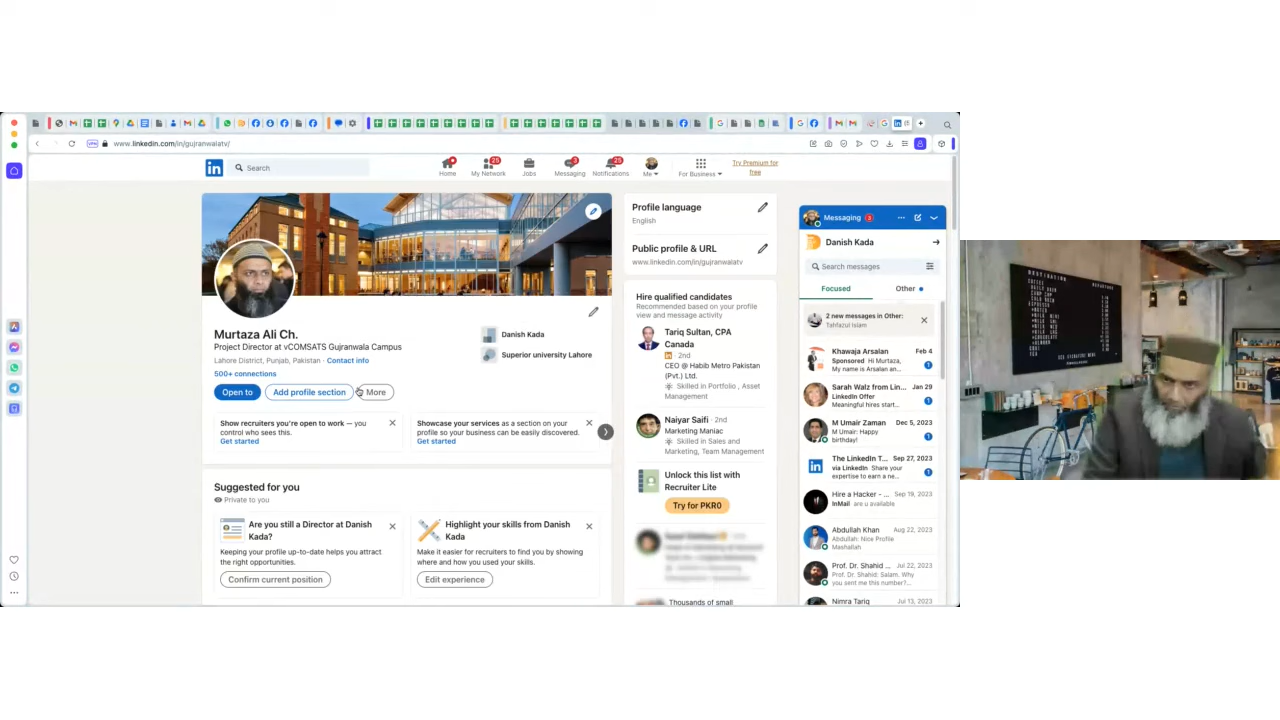 www.linkedin.com/in/gujranwalatv/
in
Search
Home
25
My Network
Jobs
3
Messaging
25
Notifications
Me
For Business
Try Premium for
free
Murtaza Ali Ch.
Project Director at vCOMSATS Gujranwala Campus
Lahore District, Punjab, Pakistan · Contact info
500+ connections
Danish Kada
Superior university Lahore
Open to
Add profile section
More
Show recruiters you're open to work — you
control who sees this.
Get started
Showcase your services as a section on your
profile so your business can be easily discovered.
Get started
Suggested for you
Private to you
Are you still a Director at Danish
Kada?
Keeping your profile up-to-date helps you attract
the right opportunities.
Confirm current position
Highlight your skills from Danish
Kada
Make it easier for recruiters to find you by showing
where and how you used your skills.
Edit experience
Profile language
English
Public profile & URL
www.linkedin.com/in/gujranwalatv
Hire qualified candidates
Recommended based on your profile
view and message activity
Tariq Sultan, CPA
Canada
in · 2nd
CEO @ Habib Metro Pakistan
(Pvt.) Ltd.
Skilled in Portfolio , Asset
Management
Naiyar Saifi · 2nd
Marketing Maniac
Skilled in Sales and
Marketing, Team Management
Unlock this list with
Recruiter Lite
Try for PKR0
Thousands of small
Messaging 3
Danish Kada
Search messages
Focused
Other
2 new messages in Other:
Tahfazul Islam
Khawaja Arsalan Feb 4
Sponsored Hi Murtaza,
My name is Arsalan an...
1
Sarah Walz from Lin... Jan 29
LinkedIn Offer
Meaningful hires start...
1
M Umair Zaman Dec 5, 2023
M Umair: Happy
birthday!
1
The LinkedIn T... Sep 27, 2023
via LinkedIn Share your
expertise to earn a ne...
1
Hire a Hacker - ... Sep 19, 2023
InMail are u available
Abdullah Khan Aug 22, 2023
Abdullah: Nice Profile
Mashallah
Prof. Dr. Shahid ... Jul 22, 2023
Prof. Dr. Shahid: Salam. Why
you sent me this number?...
Nimra Tariq Jul 13, 2023